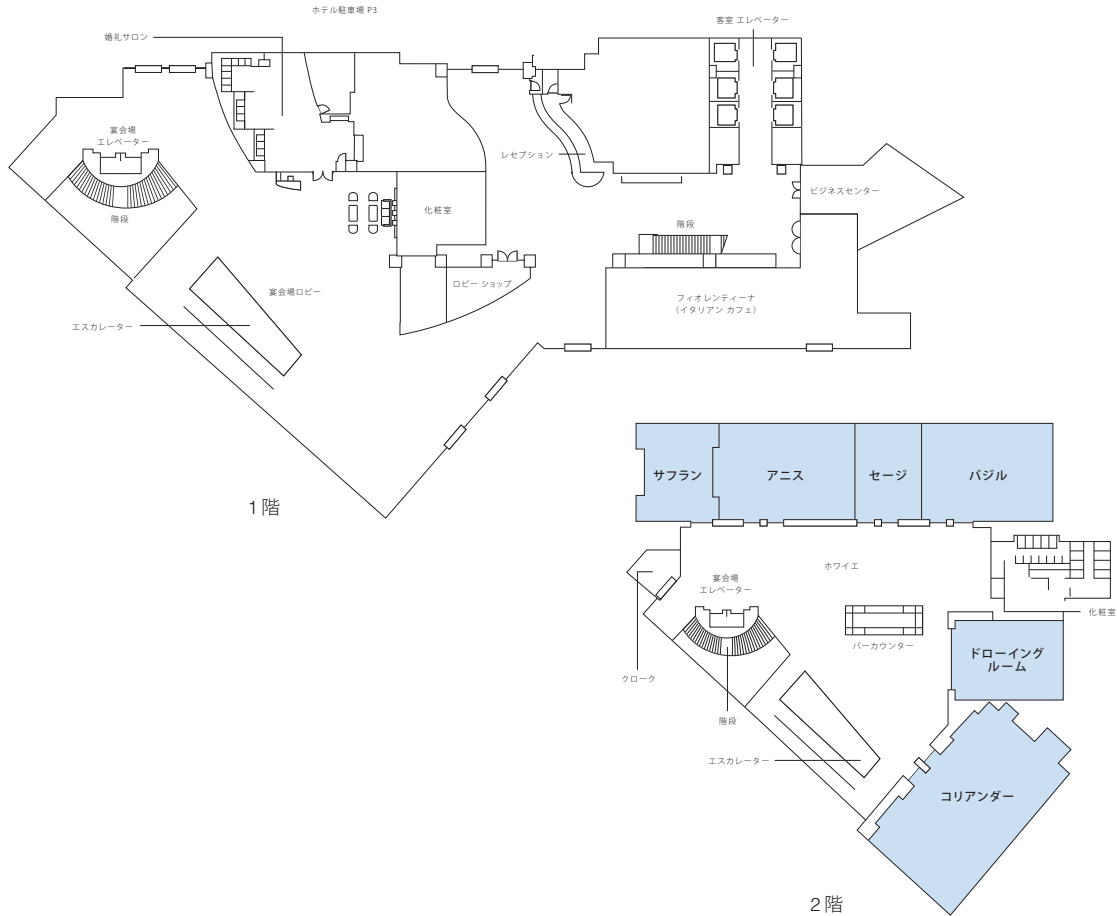 ホテル駐車場 P3
客室 エレベーター
婚礼サロン
宴会場
エレベーター
レセプション
ビジネスセンター
階段
化粧室
階段
宴会場ロビー
ロビー ショップ
フィオレンティーナ
(イタリアン カフェ)
エスカレーター
1階
サフラン
アニス
セージ
バジル
ホワイエ
宴会場
エレベーター
化粧室
バーカウンター
ドローイング
ルーム
クローク
階段
エスカレーター
コリアンダー
2階